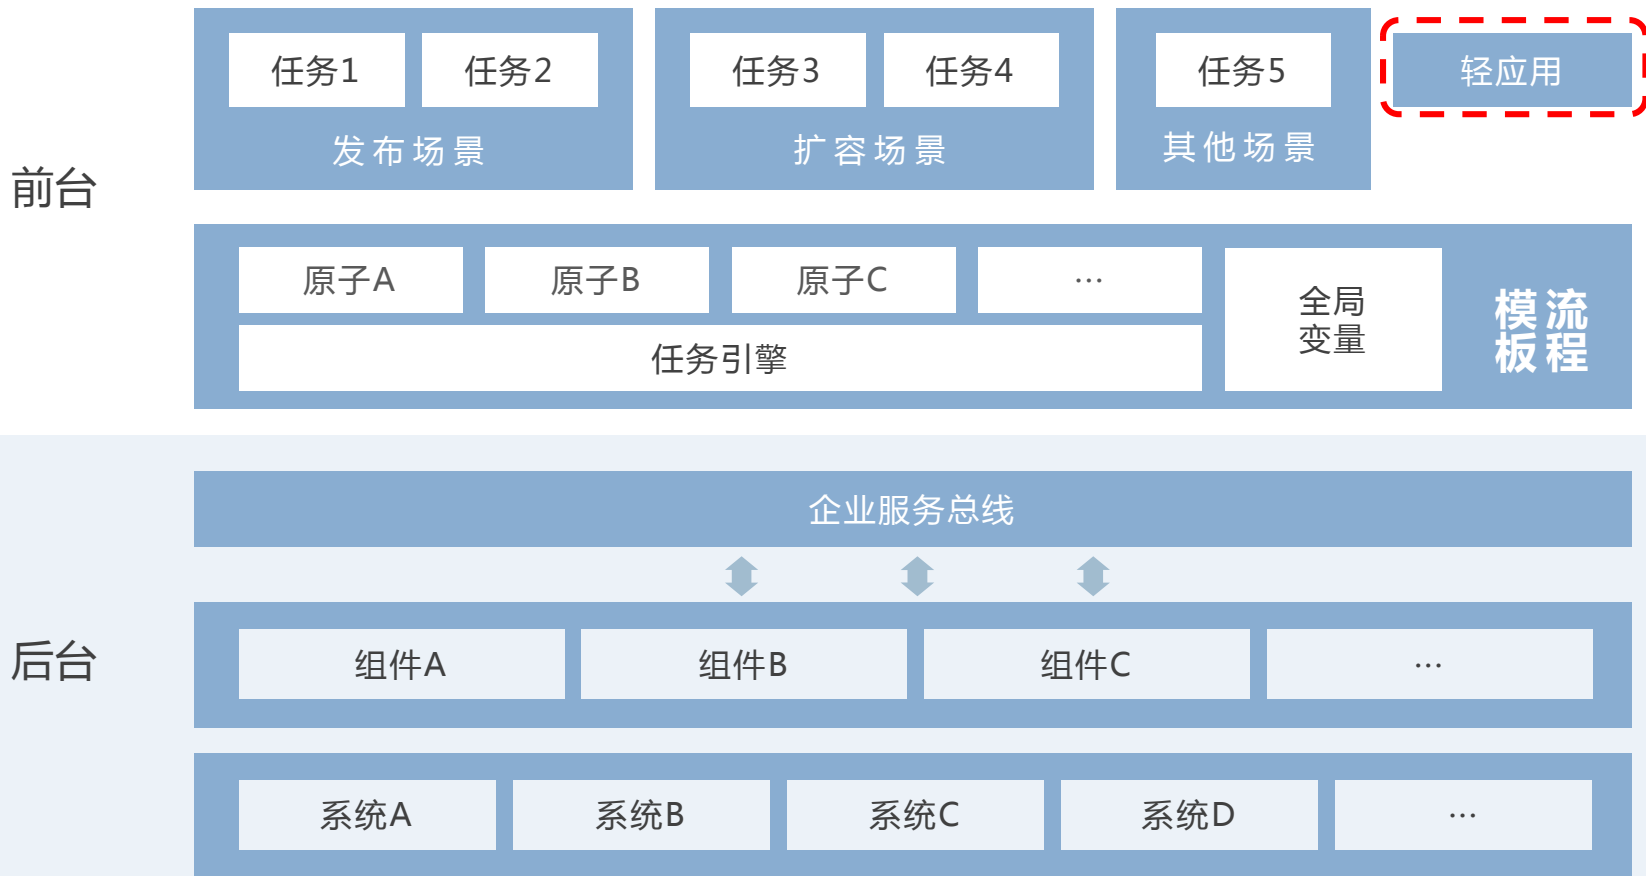 任务1
任务2
发布场景
任务3
任务4
扩容场景
任务5
其他场景
轻应用
前台
原子A
原子B
原子C
…
任务引擎
全局
变量
流程
模板
后台
企业服务总线
组件A
组件B
组件C
…
系统A
系统B
系统C
系统D
…